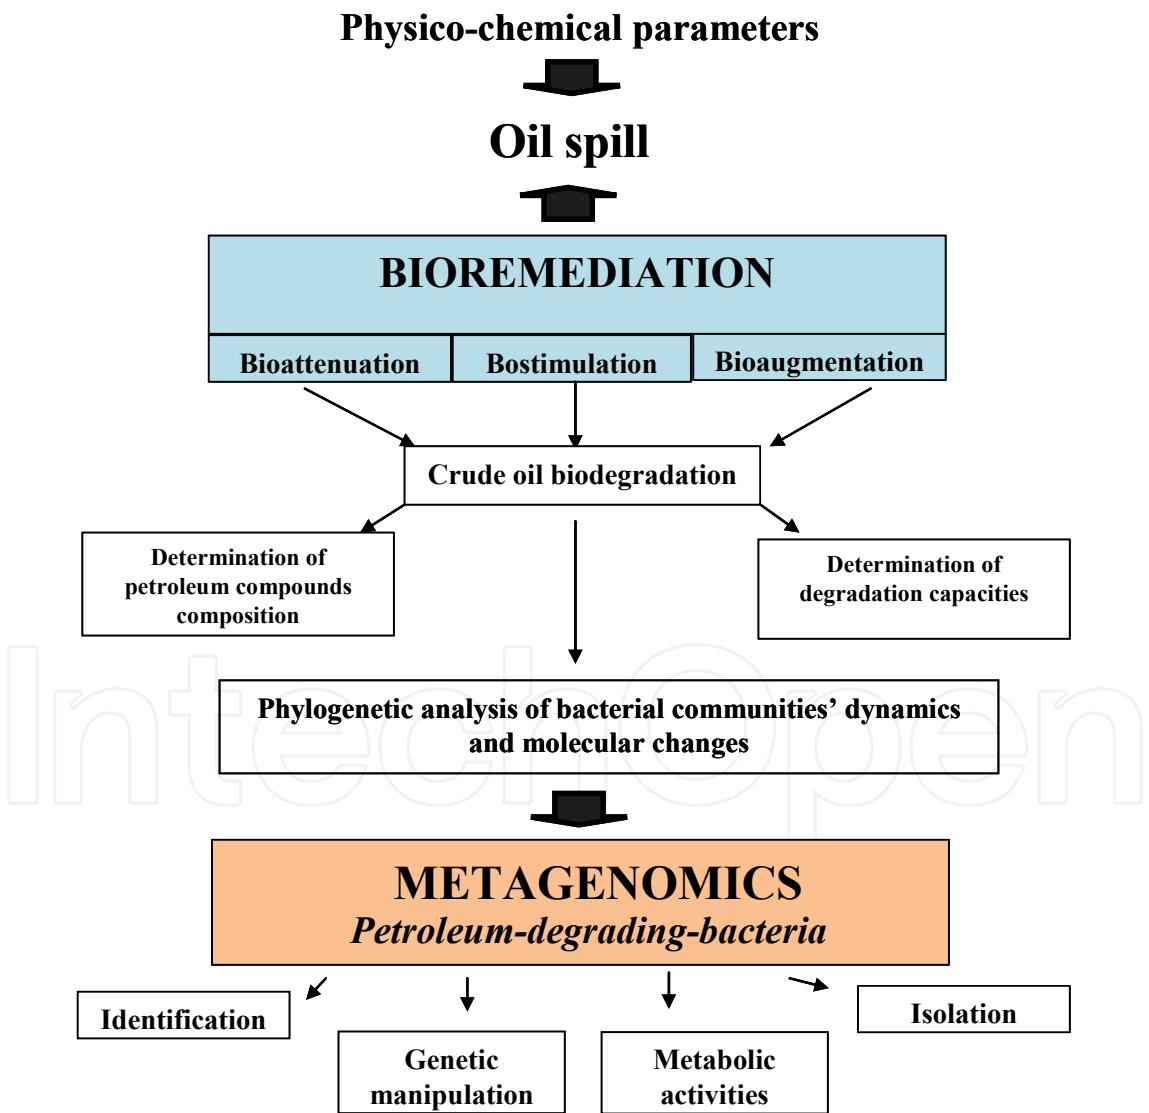 Physico-chemical parameters
Oil spill
BIOREMEDIATION
Bioattenuation
Bostimulation
Bioaugmentation
Crude oil biodegradation
Determination of
petroleum compounds
composition
Determination of
degradation capacities
Phylogenetic analysis of bacterial communities’ dynamics
and molecular changes
IntechOpen
METAGENOMICS
Petroleum-degrading-bacteria
Identification
Genetic
manipulation
Metabolic
activities
Isolation